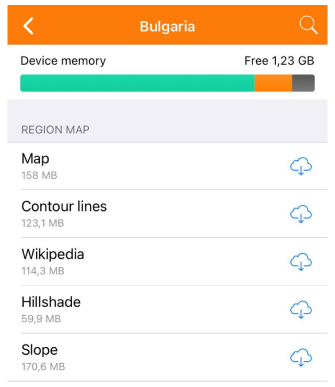 Bulgaria
Device memory Free 1,23 GB
REGION MAP
Map
158 MB
Contour lines
123,1 MB
Wikipedia
114,3 MB
Hillshade
59,9 MB
Slope
170,6 MB